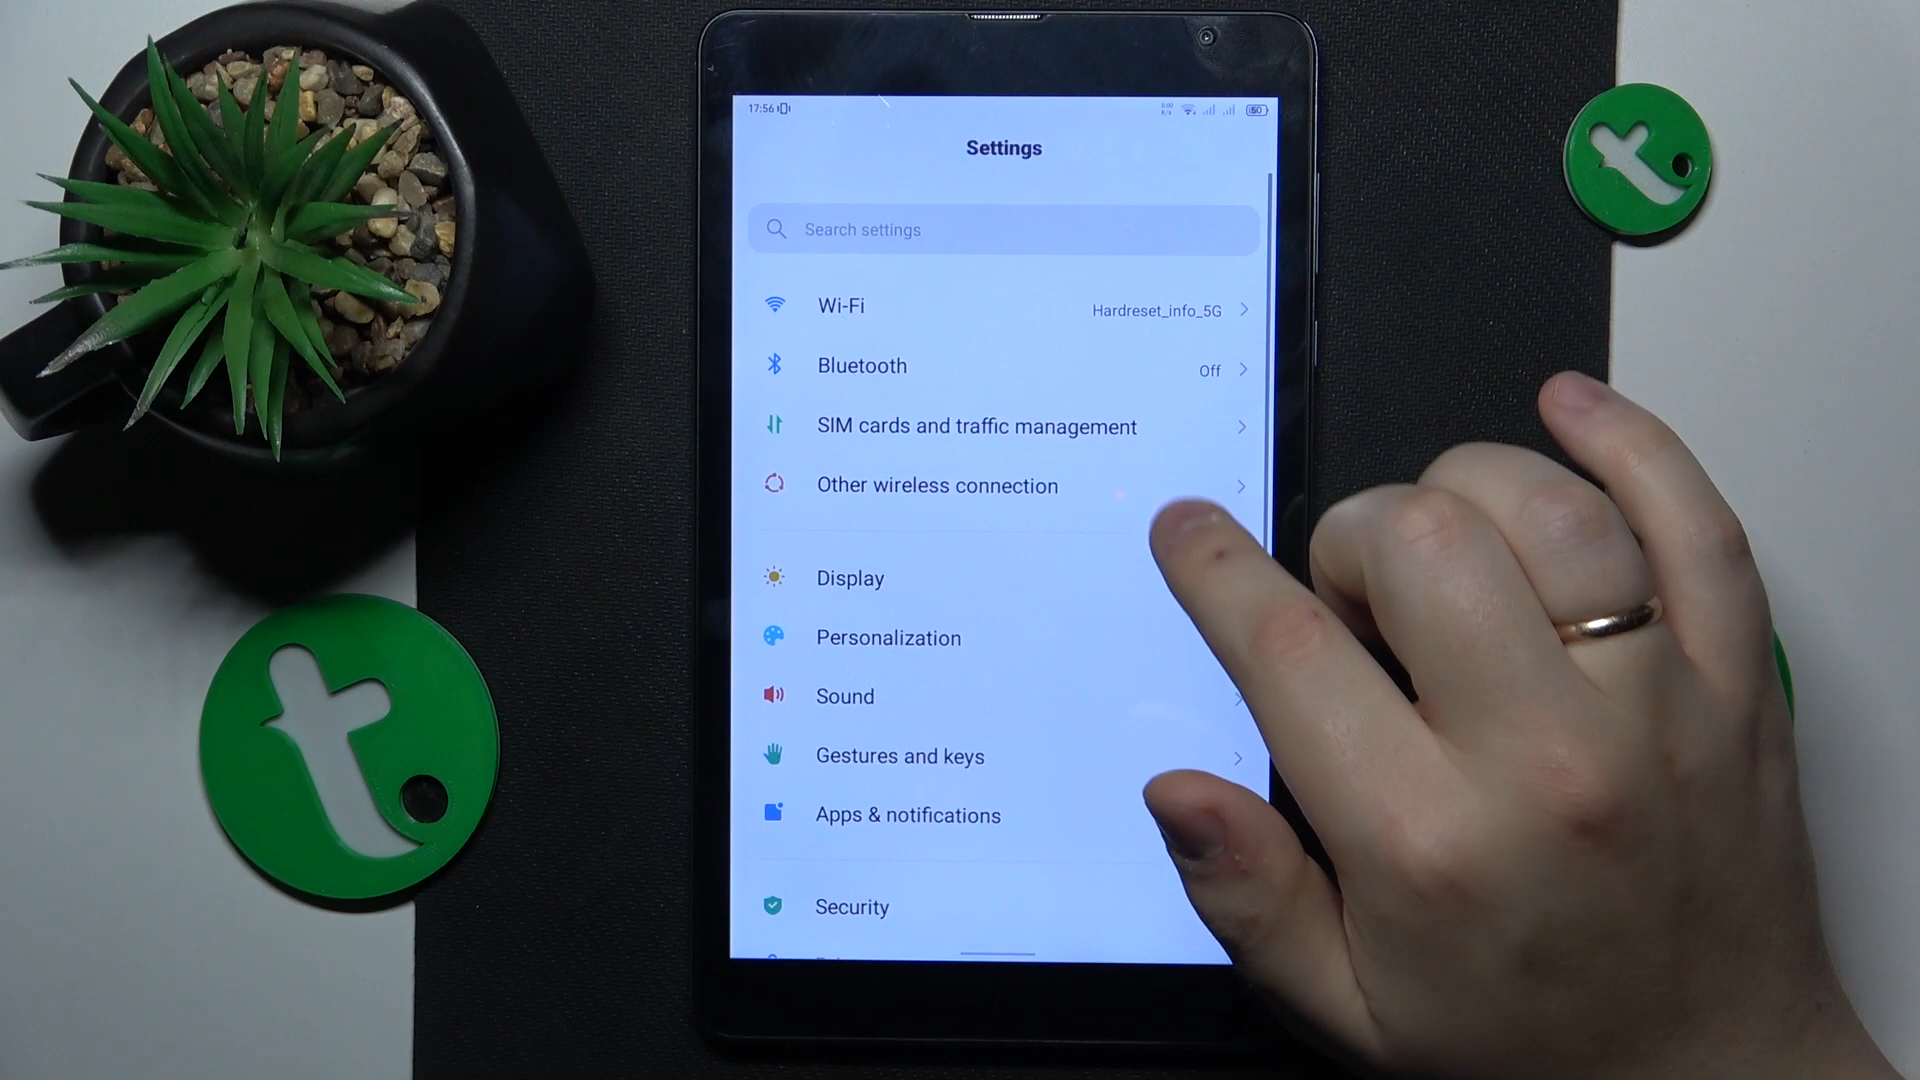 17:56
Settings
Search settings
Wi-Fi
Hardreset_info_5G
Bluetooth
Off
SIM cards and traffic management
Other wireless connection
Display
Personalization
Sound
Gestures and keys
Apps & notifications
Security